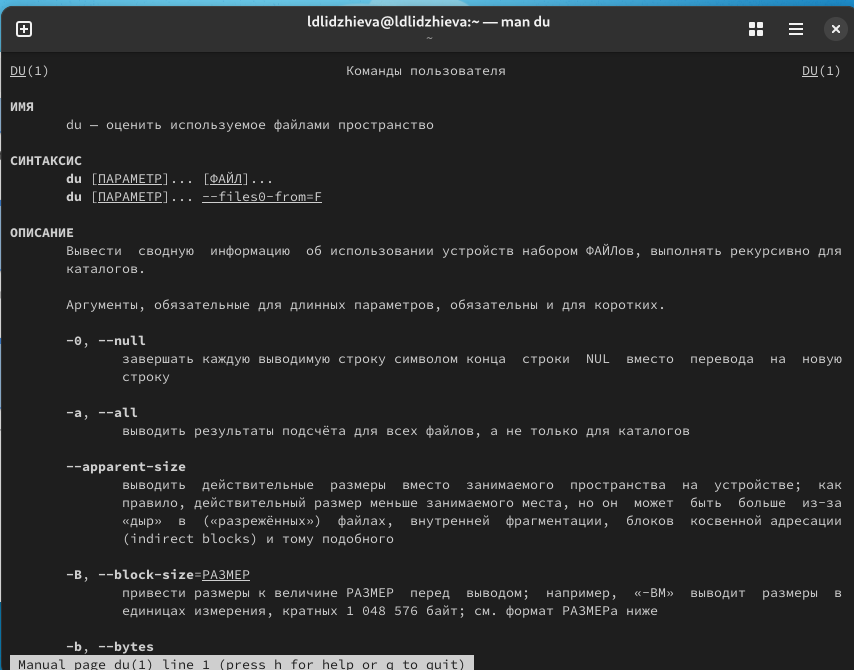 ldlidzhieva@ldlidzhieva:~ — man du
~
DU(1) Команды пользователя DU(1)
ИМЯ
du – оценить используемое файлами пространство
СИНТАКСИС
du [ПАРАМЕТР]... [ФАЙЛ]...
du [ПАРАМЕТР]... --files0-from=F
ОПИСАНИЕ
Вывести сводную информацию об использовании устройств набором ФАЙЛов, выполнять рекурсивно для
каталогов.
Аргументы, обязательные для длинных параметров, обязательны и для коротких.
-0, --null
завершать каждую выводимую строку символом конца строки NUL вместо перевода на новую
строку
-a, --all
выводить результаты подсчёта для всех файлов, а не только для каталогов
--apparent-size
выводить действительные размеры вместо занимаемого пространства на устройстве; как
правило, действительный размер меньше занимаемого места, но он может быть больше из-за
«дыр» в («разрежённых») файлах, внутренней фрагментации, блоков косвенной адресации
(indirect blocks) и тому подобного
-B, --block-size=РАЗМЕР
привести размеры к величине РАЗМЕР перед выводом; например, «-BM» выводит размеры в
единицах измерения, кратных 1 048 576 байт; см. формат РАЗМЕРа ниже
-b, --bytes
Manual page du(1) line 1 (press h for help or q to quit)